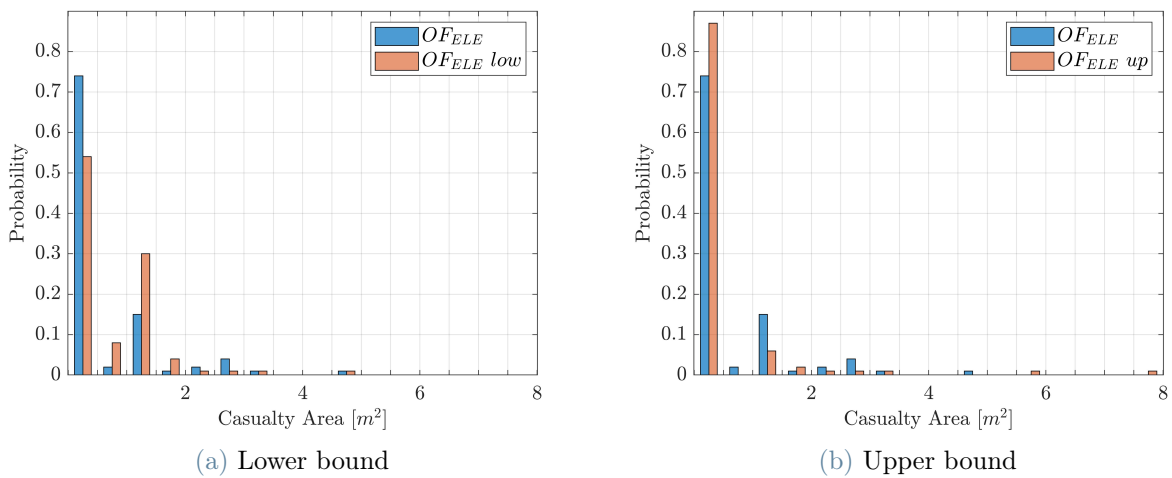 OF_ELE
OF_ELE low
0.8
0.7
0.6
0.5
0.4
0.3
0.2
0.1
0
2
4
6
8
Probability
Casualty Area [m²]
(a) Lower bound
OF_ELE
OF_ELE up
0.8
0.7
0.6
0.5
0.4
0.3
0.2
0.1
0
2
4
6
8
Probability
Casualty Area [m²]
(b) Upper bound